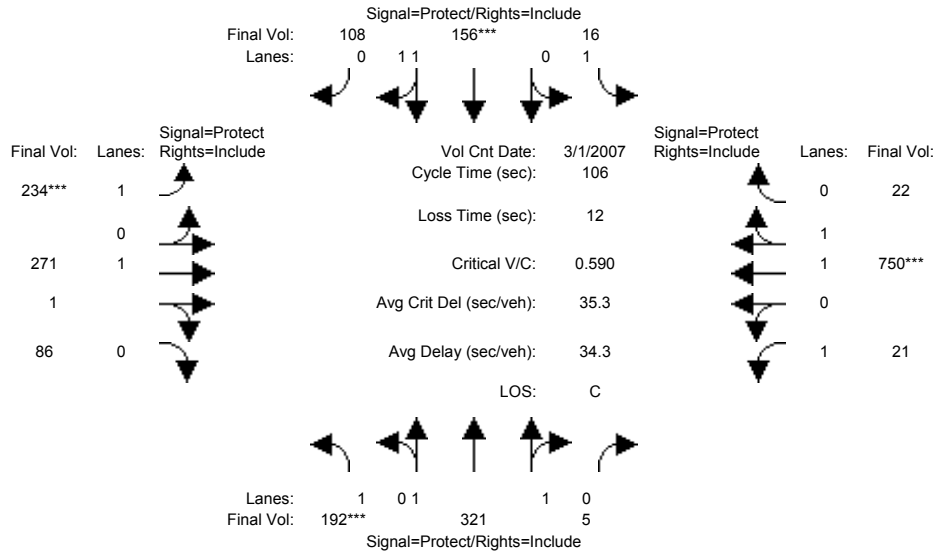 Signal=Protect/Rights=Include
Final Vol: 108 156*** 16
Lanes: 0 1 1 0 1
Signal=Protect
Final Vol: Lanes: Rights=Include
Vol Cnt Date: 3/1/2007
Signal=Protect
Rights=Include Lanes: Final Vol:
Cycle Time (sec): 106
234*** 1
0 22
Loss Time (sec): 12
0
1
271 1
Critical V/C: 0.590
1 750***
1
Avg Crit Del (sec/veh): 35.3
0
86 0
Avg Delay (sec/veh): 34.3
1 21
LOS: C
Lanes: 1 0 1 1 0
Final Vol: 192*** 321 5
Signal=Protect/Rights=Include